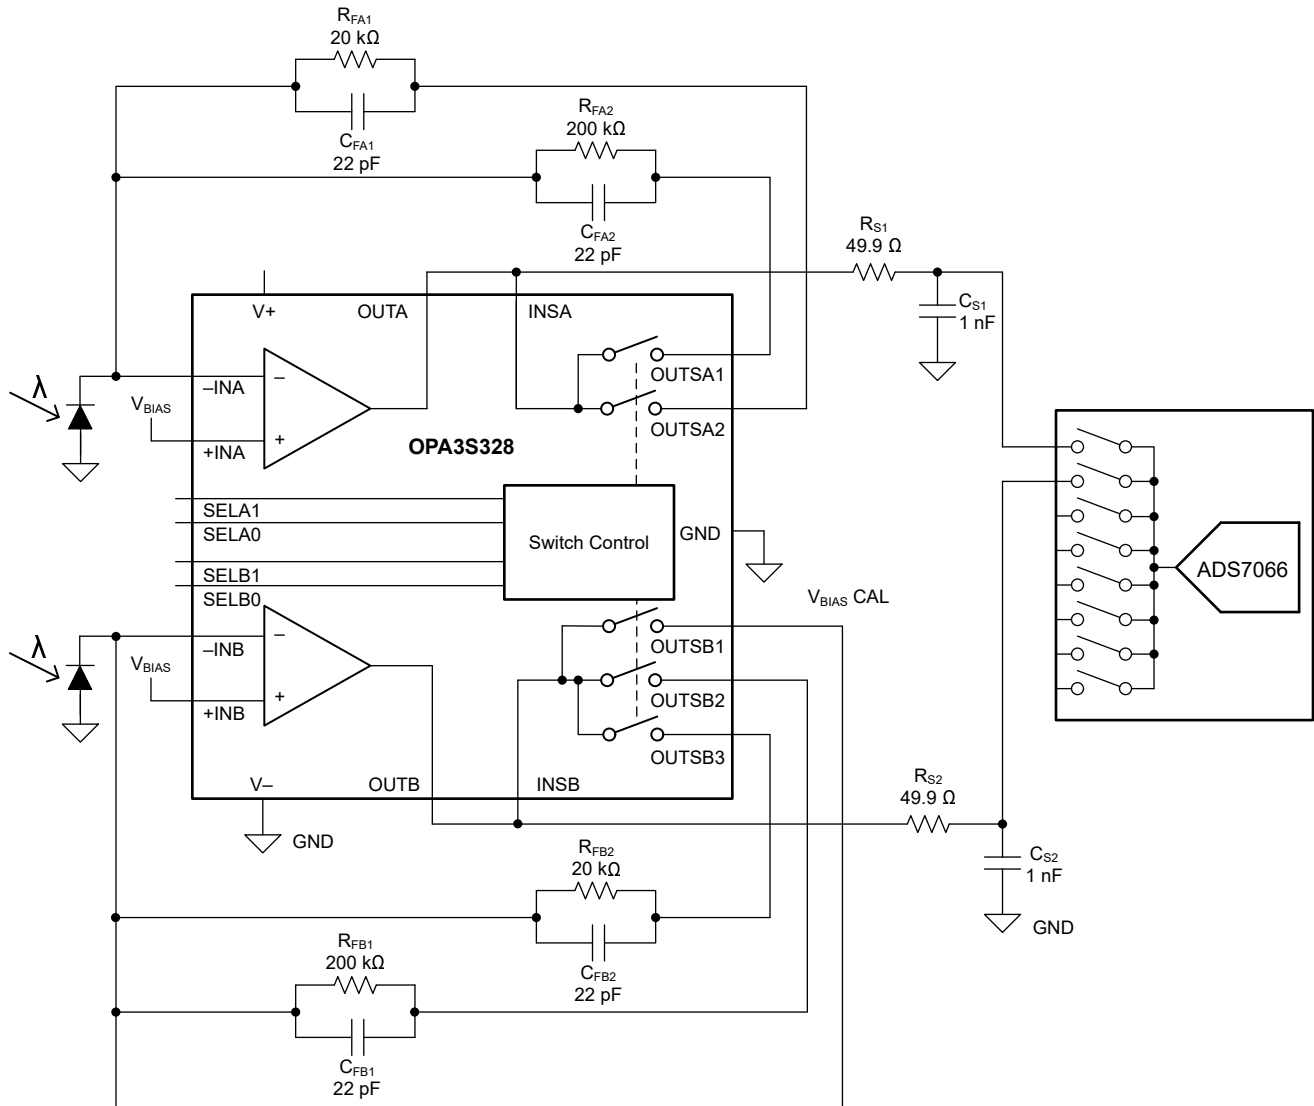 RFA1
20 kΩ
CFA1
22 pF
RFA2
200 kΩ
CFA2
22 pF
RS1
49.9 Ω
CS1
1 nF
V+
OUTA
INSA
λ
–INA
–
VBIAS
+
+INA
OPA3S328
OUTSA1
OUTSA2
SELA1
SELA0
SELB1
SELB0
Switch Control
GND
ADS7066
VBIAS CAL
λ
–INB
–
VBIAS
+
+INB
OUTSB1
OUTSB2
OUTSB3
V–
OUTB
INSB
GND
RS2
49.9 Ω
CS2
1 nF
GND
RFB2
20 kΩ
CFB2
22 pF
RFB1
200 kΩ
CFB1
22 pF